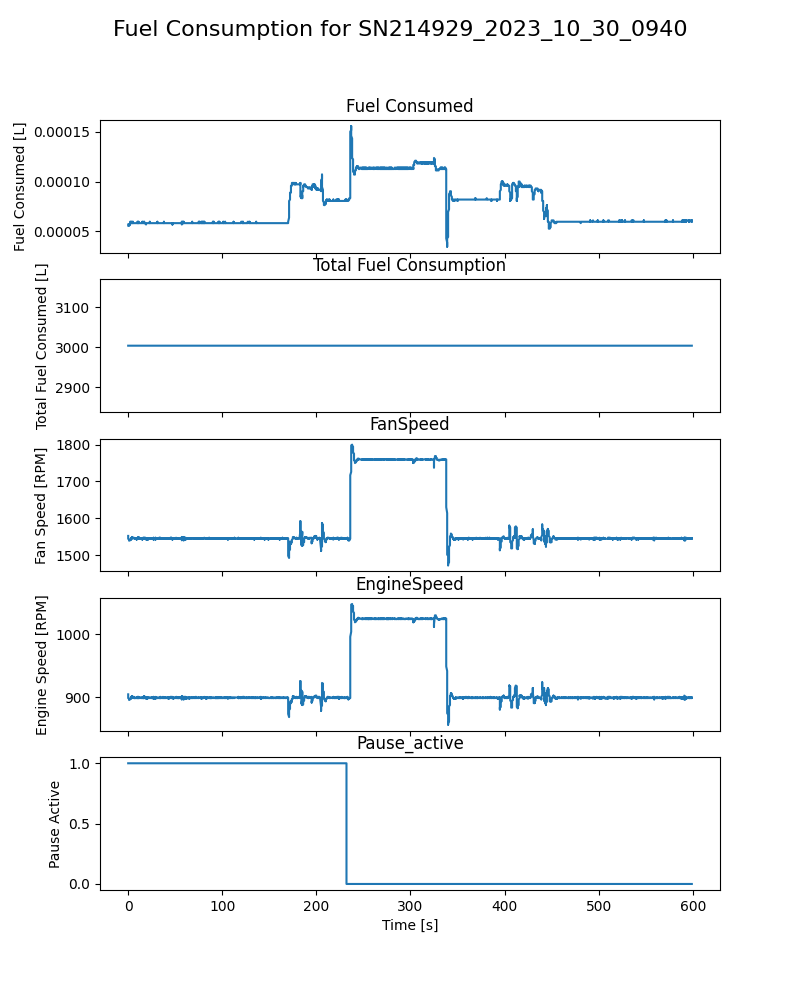 Fuel Consumption for SN214929_2023_10_30_0940
Fuel Consumed
Fuel Consumed [L]
0.00015
0.00010
0.00005
Total Fuel Consumption
Total Fuel Consumed [L]
3100
3000
2900
FanSpeed
Fan Speed [RPM]
1800
1700
1600
1500
EngineSpeed
Engine Speed [RPM]
1000
900
Pause_active
Pause Active
1.0
0.5
0.0
0 100 200 300 400 500 600
Time [s]